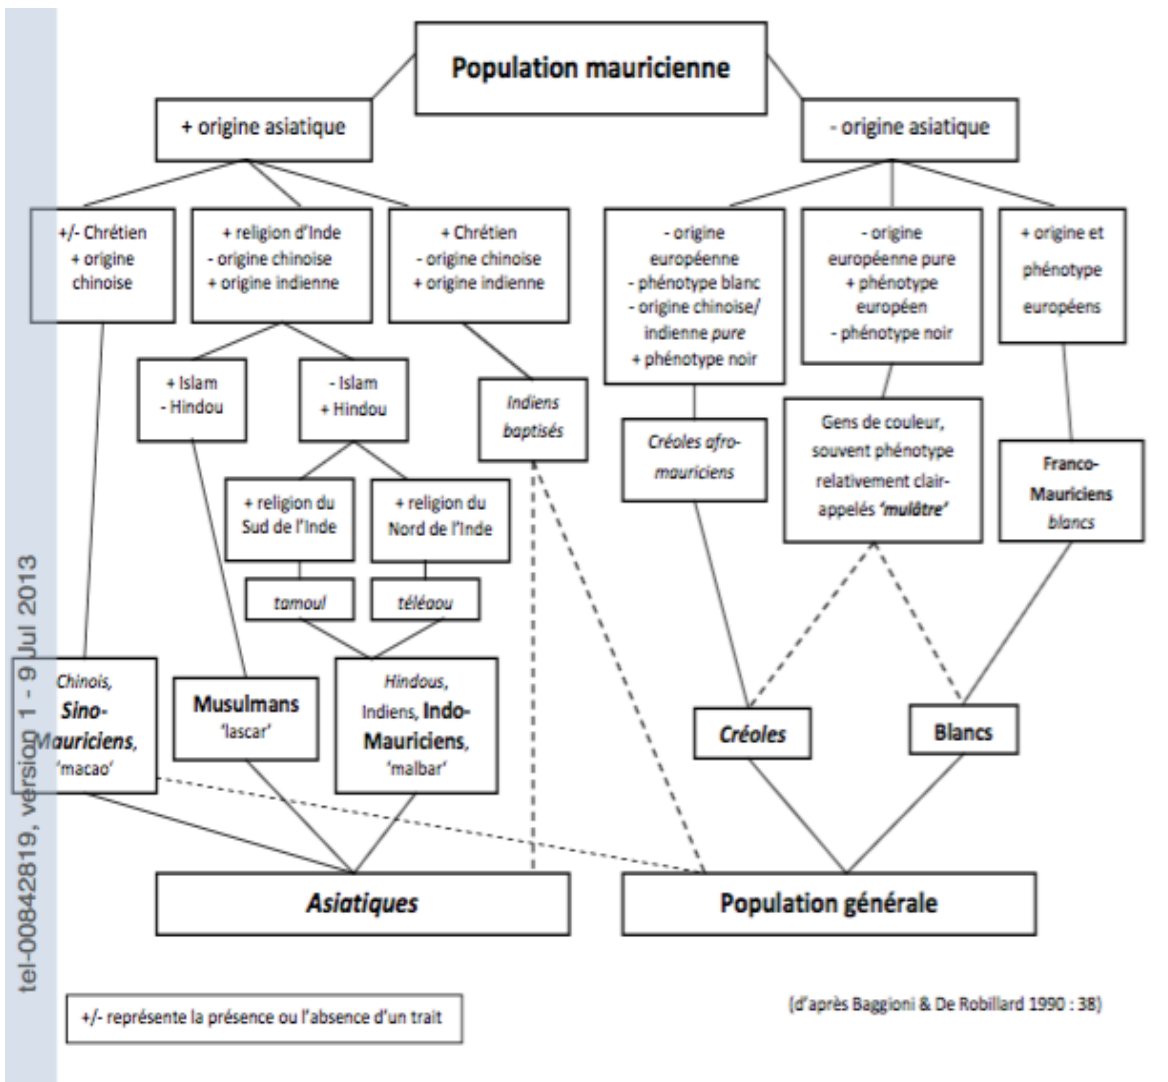 Population mauricienne
+ origine asiatique
- origine asiatique
+/- Chrétien
+ origine
chinoise
+ religion d'Inde
- origine chinoise
+ origine indienne
+ Chrétien
- origine chinoise
+ origine indienne
- origine
européenne
- phénotype blanc
- origine chinoise/
indienne pure
+ phénotype noir
- origine
européenne pure
+ phénotype
européen
- phénotype noir
+ origine et
phénotype
européens
+ Islam
- Hindou
- Islam
+ Hindou
Indiens
baptisés
Créoles afro-
mauriciens
Gens de couleur,
souvent phénotype
relativement clair-
appelés 'mulâtre'
Franco-
Mauriciens
blancs
+ religion du
Sud de l'Inde
+ religion du
Nord de l'Inde
tamoul
téléaou
Chinois,
Sino-
Mauriciens,
'macao'
Musulmans
'lascar'
Hindous,
Indiens, Indo-
Mauriciens,
'malbar'
Créoles
Blancs
Asiatiques
Population générale
+/- représente la présence ou l'absence d'un trait
(d'après Baggioni & De Robillard 1990 : 38)
tel-00842819, version 1 - 9 Jul 2013